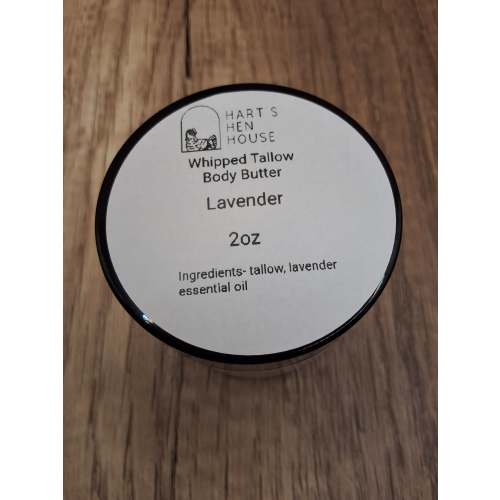 HART'S
HEN
HOUSE
Whipped Tallow
Body Butter
Lavender
2oz
Ingredients- tallow, lavender
essential oil